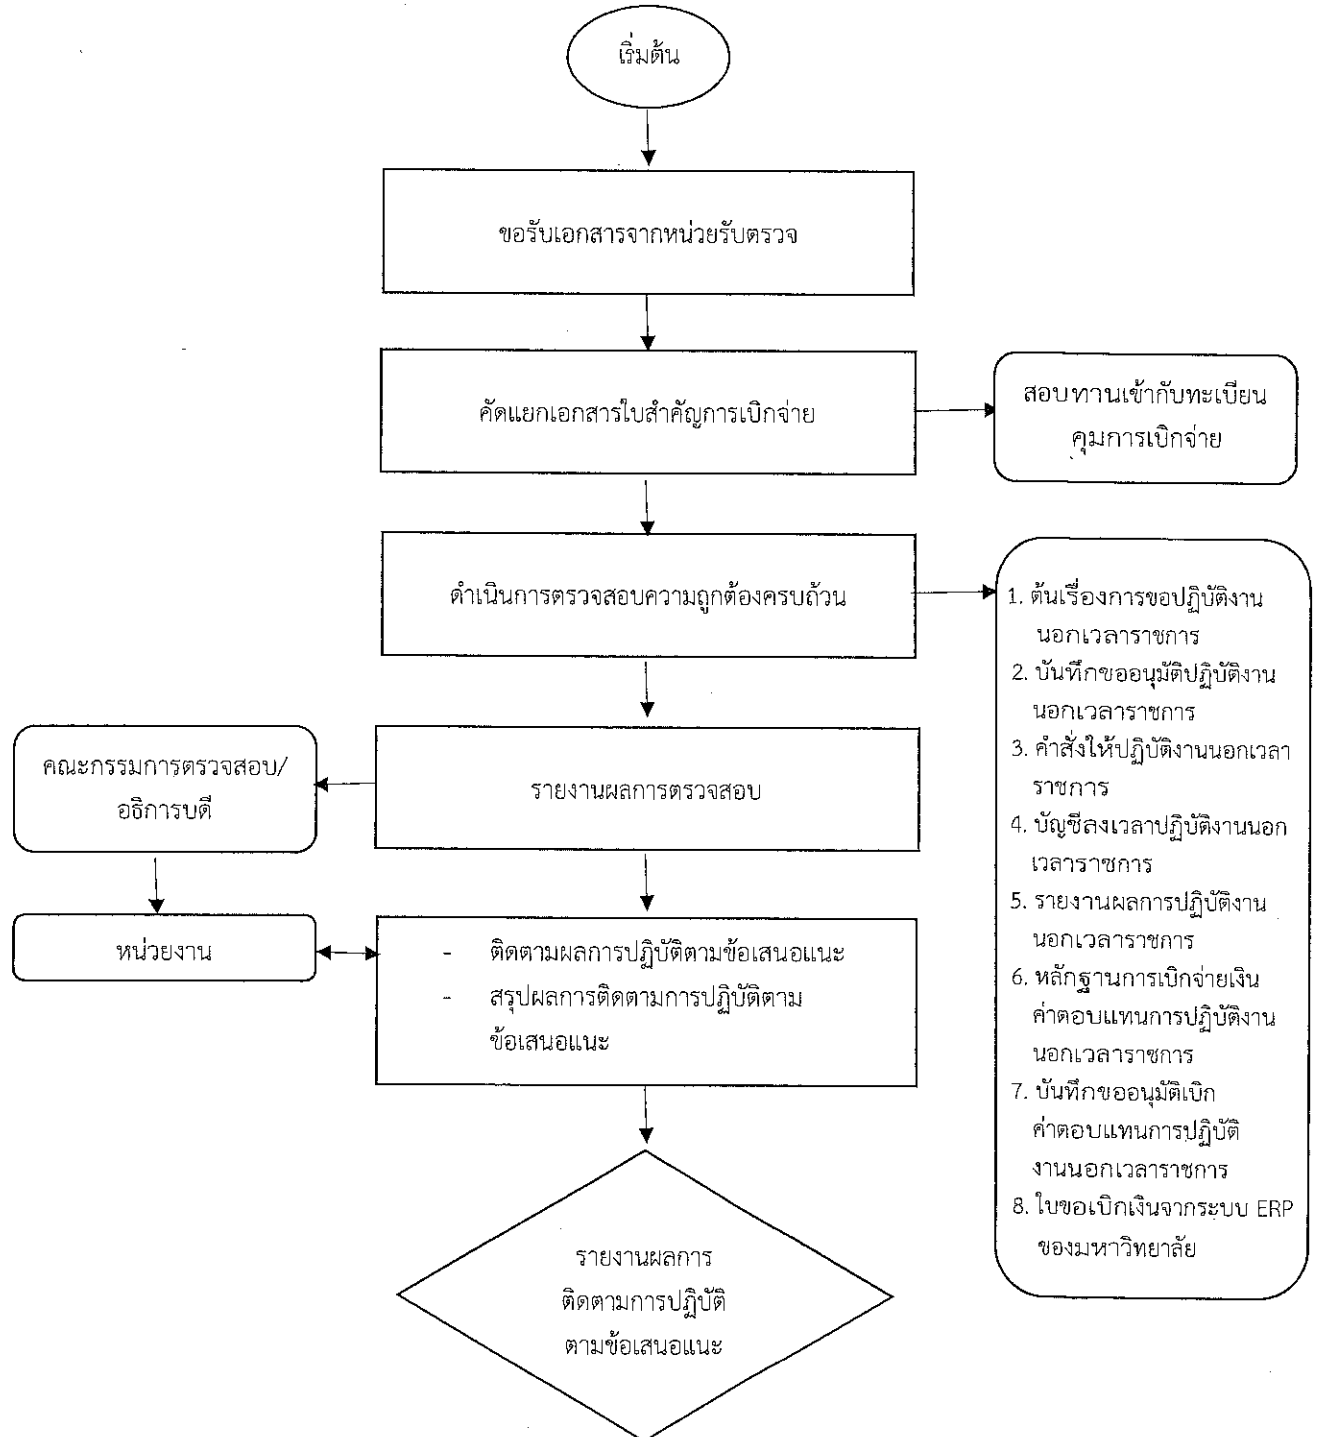 เริ่มต้น
ขอรับเอกสารจากหน่วยรับตรวจ
คัดแยกเอกสารใบสำคัญการเบิกจ่าย
สอบทานเข้ากับทะเบียน
คุมการเบิกจ่าย
ดำเนินการตรวจสอบความถูกต้องครบถ้วน
1. ต้นเรื่องการขอปฏิบัติงาน
นอกเวลาราชการ
2. บันทึกขออนุมัติปฏิบัติงาน
นอกเวลาราชการ
3. คำสั่งให้ปฏิบัติงานนอกเวลา
ราชการ
4. บัญชีลงเวลาปฏิบัติงานนอก
เวลาราชการ
5. รายงานผลการปฏิบัติงาน
นอกเวลาราชการ
6. หลักฐานการเบิกจ่ายเงิน
ค่าตอบแทนการปฏิบัติงาน
นอกเวลาราชการ
7. บันทึกขออนุมัติเบิก
ค่าตอบแทนการปฏิบัติ
งานนอกเวลาราชการ
8. ใบขอเบิกเงินจากระบบ ERP
ของมหาวิทยาลัย
รายงานผลการตรวจสอบ
คณะกรรมการตรวจสอบ/
อธิการบดี
หน่วยงาน
- ติดตามผลการปฏิบัติตามข้อเสนอแนะ
- สรุปผลการติดตามการปฏิบัติตาม
ข้อเสนอแนะ
รายงานผลการ
ติดตามการปฏิบัติ
ตามข้อเสนอแนะ